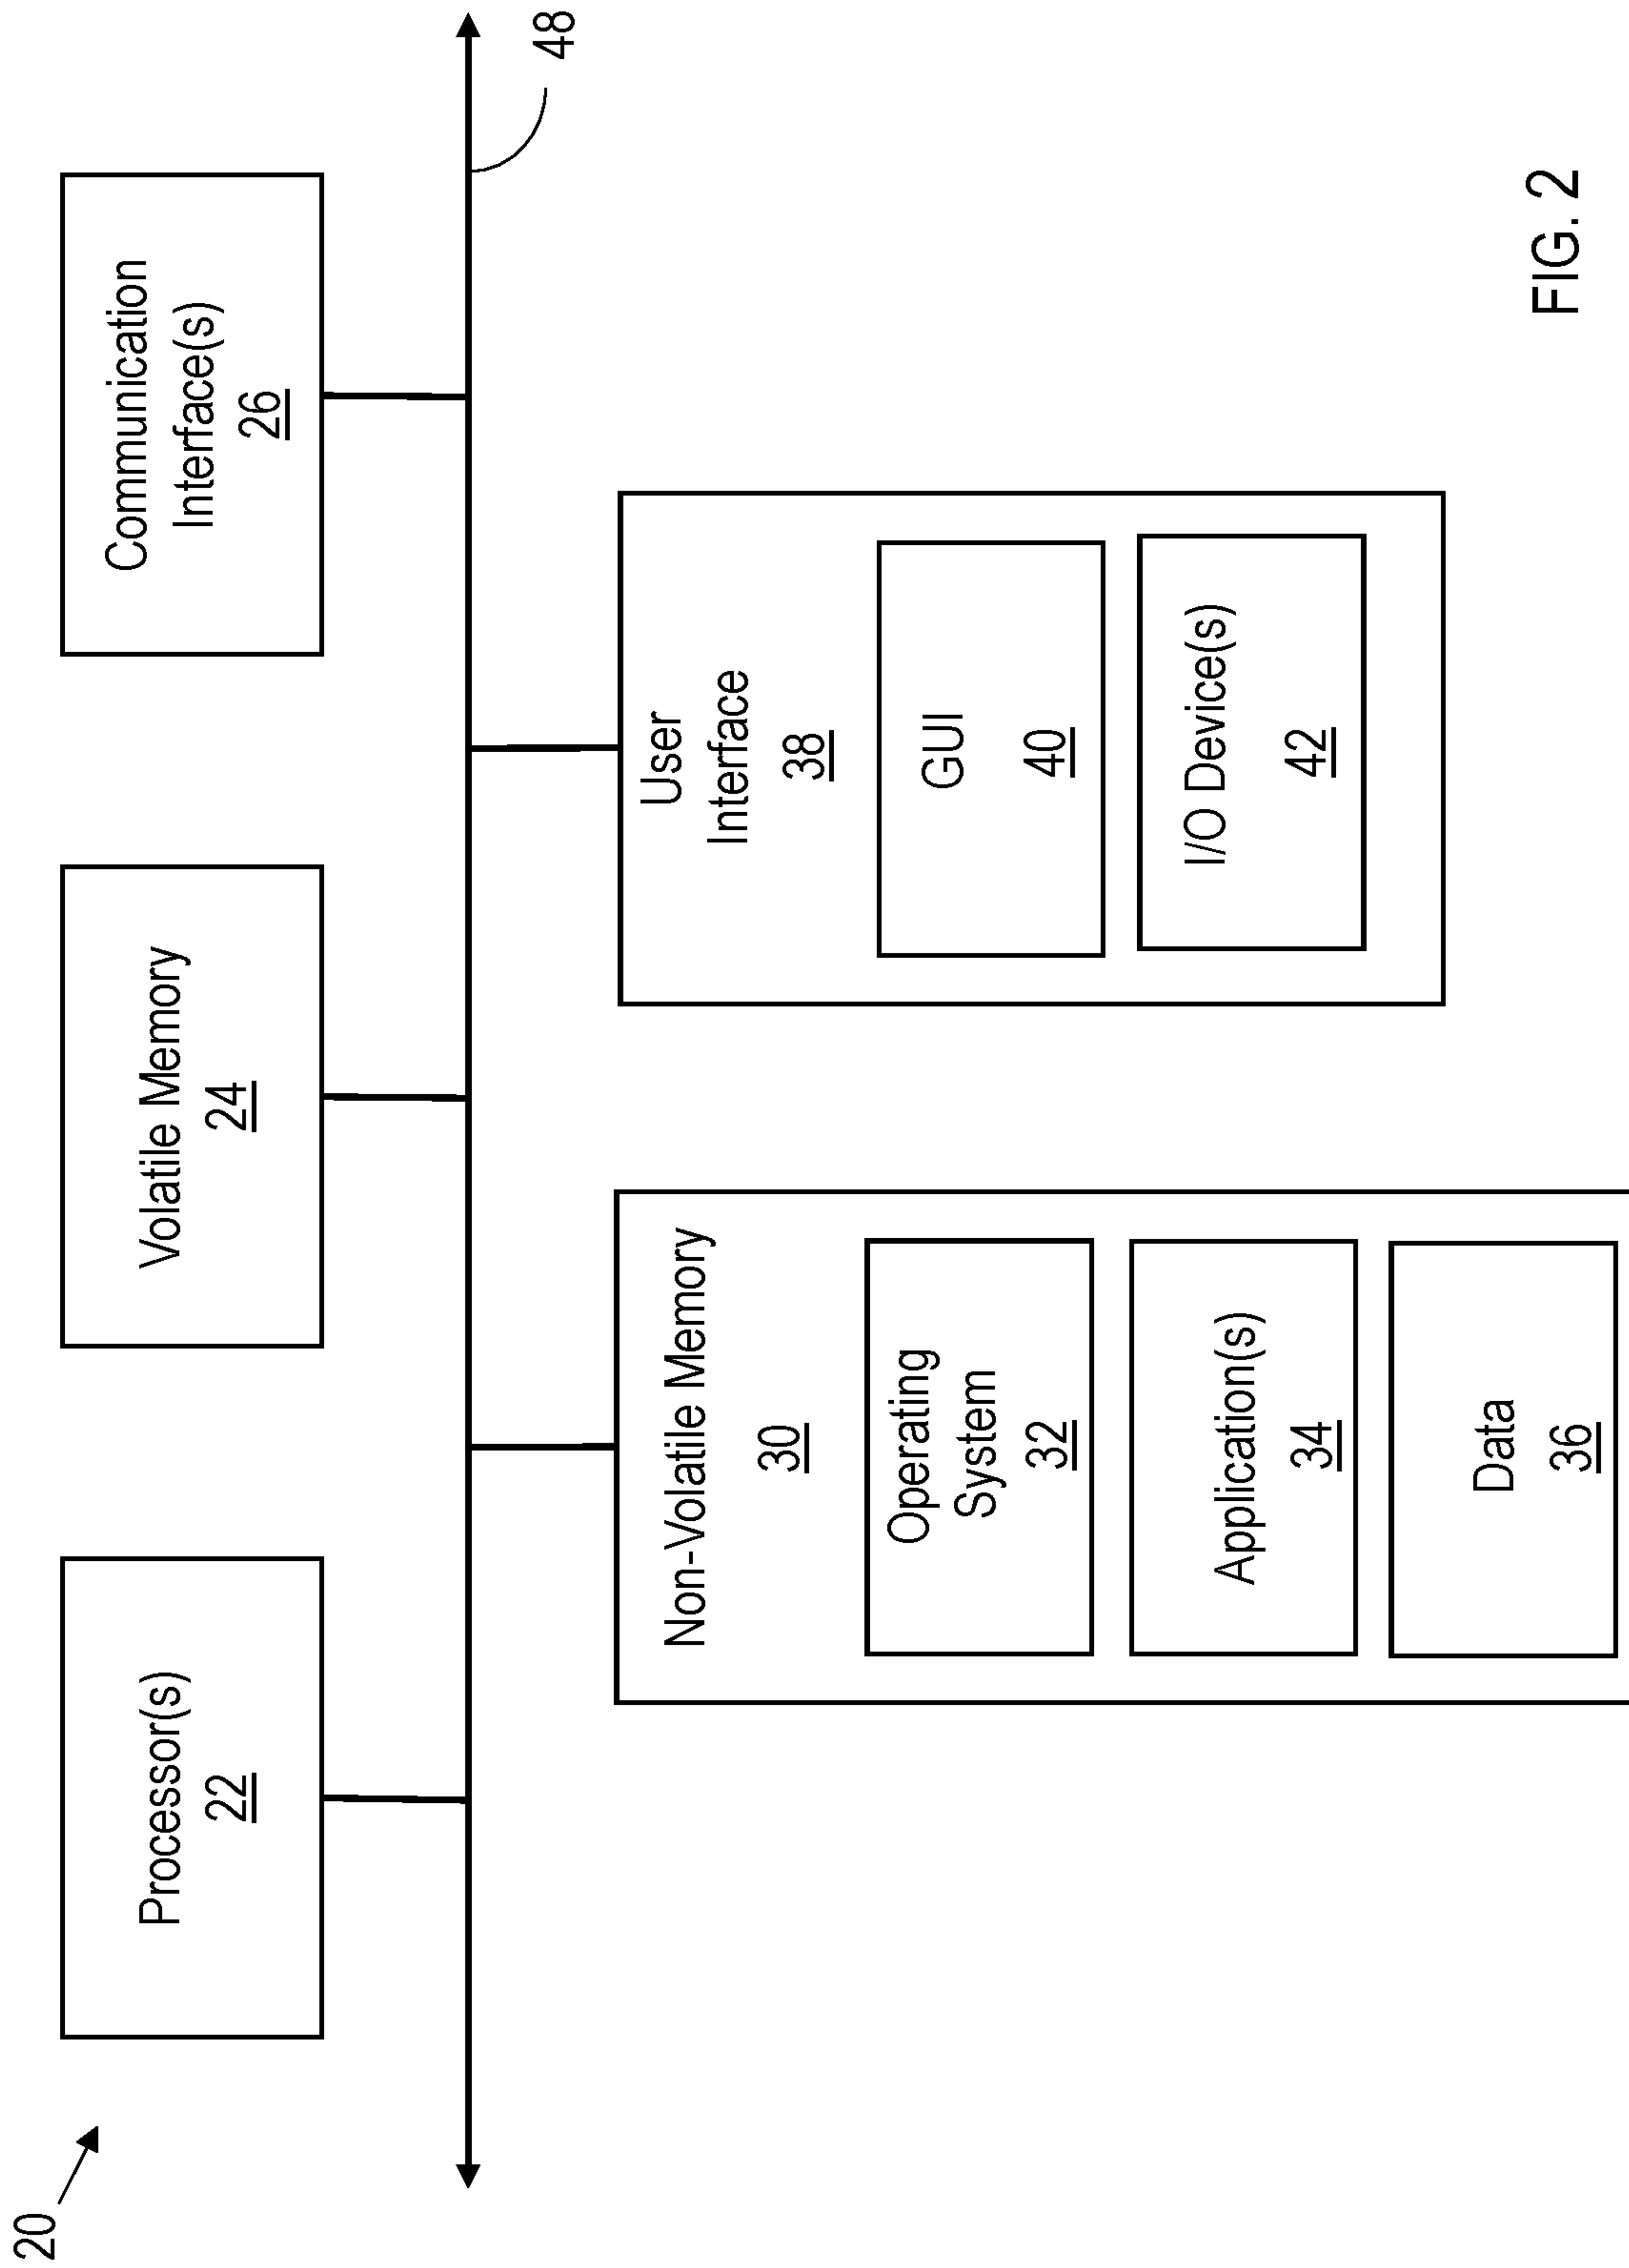 20
Processor(s)
22
Volatile Memory
24
Communication
Interface(s)
26
48
Non-Volatile Memory
30
Operating
System
32
Application(s)
34
Data
36
User
Interface
38
GUI
40
I/O Device(s)
42
FIG. 2